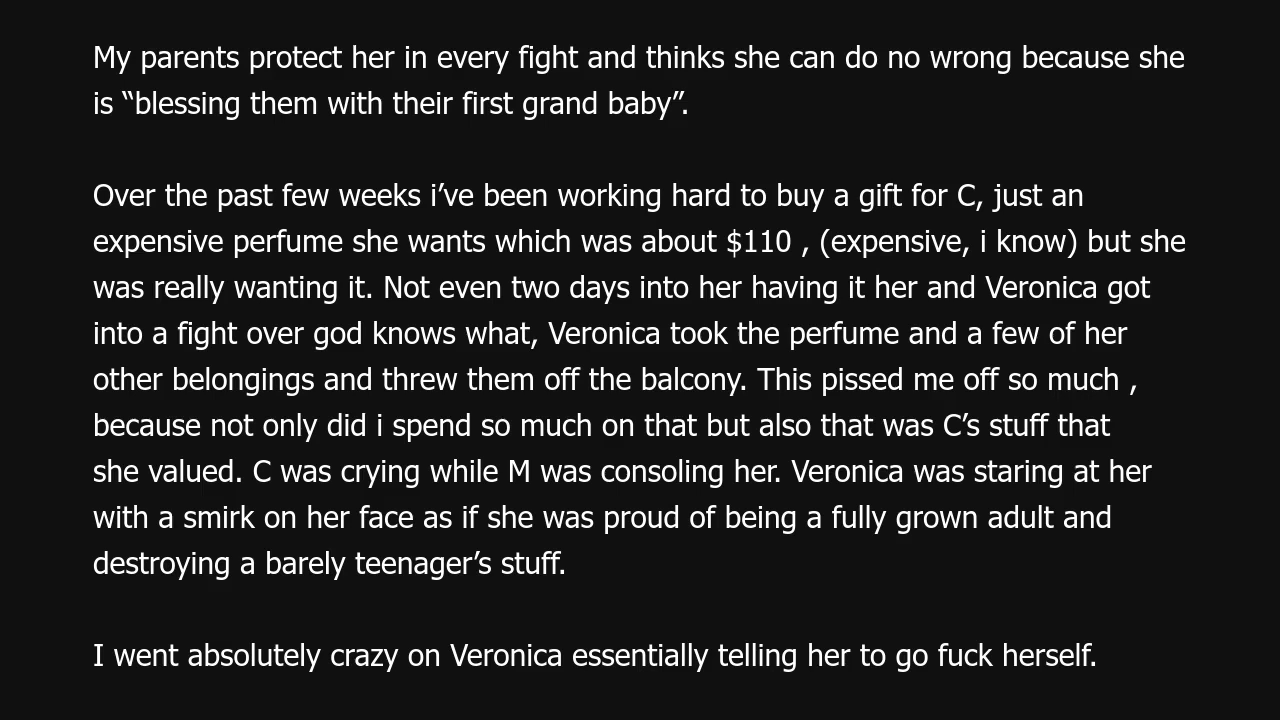 My parents protect her in every fight and thinks she can do no wrong because she
is “blessing them with their first grand baby”.
Over the past few weeks i’ve been working hard to buy a gift for C, just an
expensive perfume she wants which was about $110 , (expensive, i know) but she
was really wanting it. Not even two days into her having it her and Veronica got
into a fight over god knows what, Veronica took the perfume and a few of her
other belongings and threw them off the balcony. This pissed me off so much ,
because not only did i spend so much on that but also that was C’s stuff that
she valued. C was crying while M was consoling her. Veronica was staring at her
with a smirk on her face as if she was proud of being a fully grown adult and
destroying a barely teenager’s stuff.
I went absolutely crazy on Veronica essentially telling her to go fuck herself.